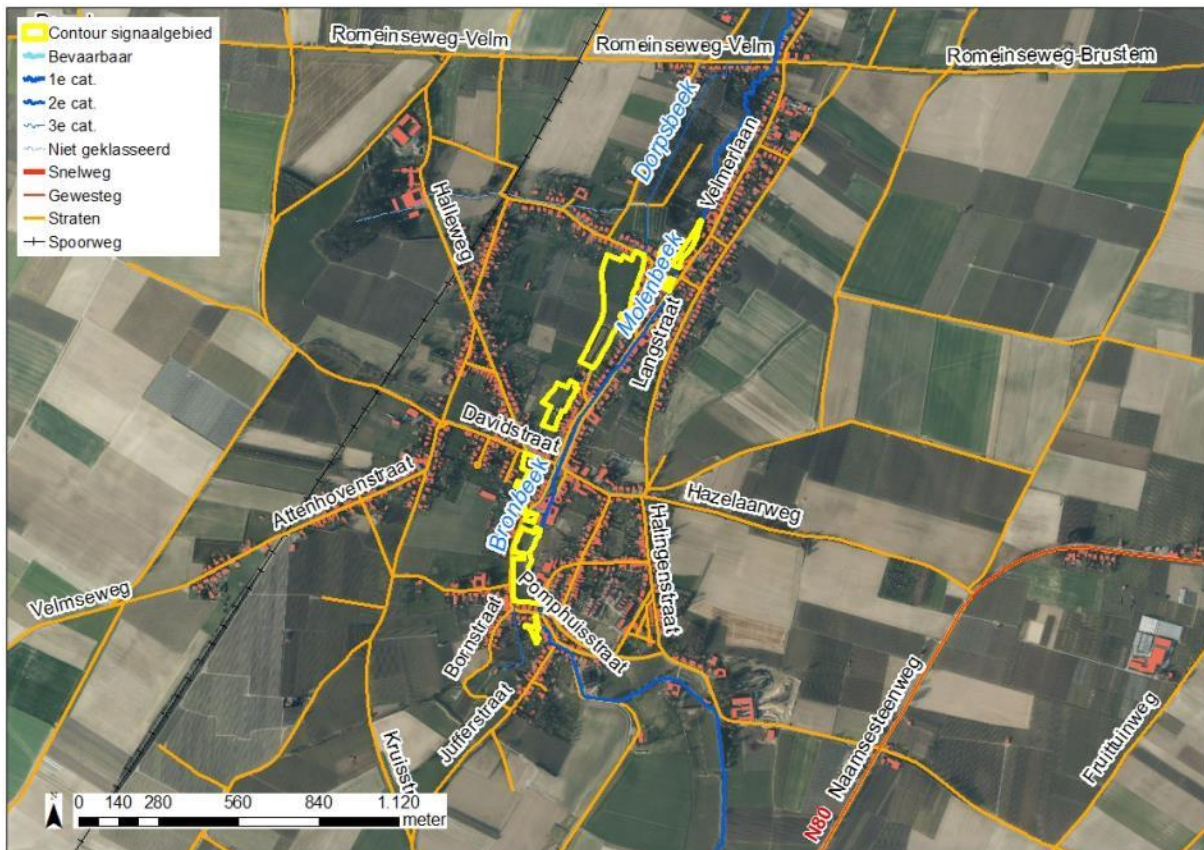 Contour signaalgebied
Bevaarbaar
1e cat.
2e cat.
3e cat.
Niet geklasseerd
Snelweg
Gewesteg
Straten
Spoorweg
Romeinseweg-Velm
Romeinseweg-Velm
Romeinseweg-Brustem
Dorpsbeek
Velmerlaan
Halleweg
Molenbeek
Langstraat
Davidstraat
Attenhovenstraat
Bronbeek
Hazelaarweg
Halingenstraat
Velmseweg
Pomphuisstraat
Bornstraat
Jufferstraat
Kruisstr
Naamsesteenweg
Fruittuinweg
N80
N
0 140 280 560 840 1.120
meter